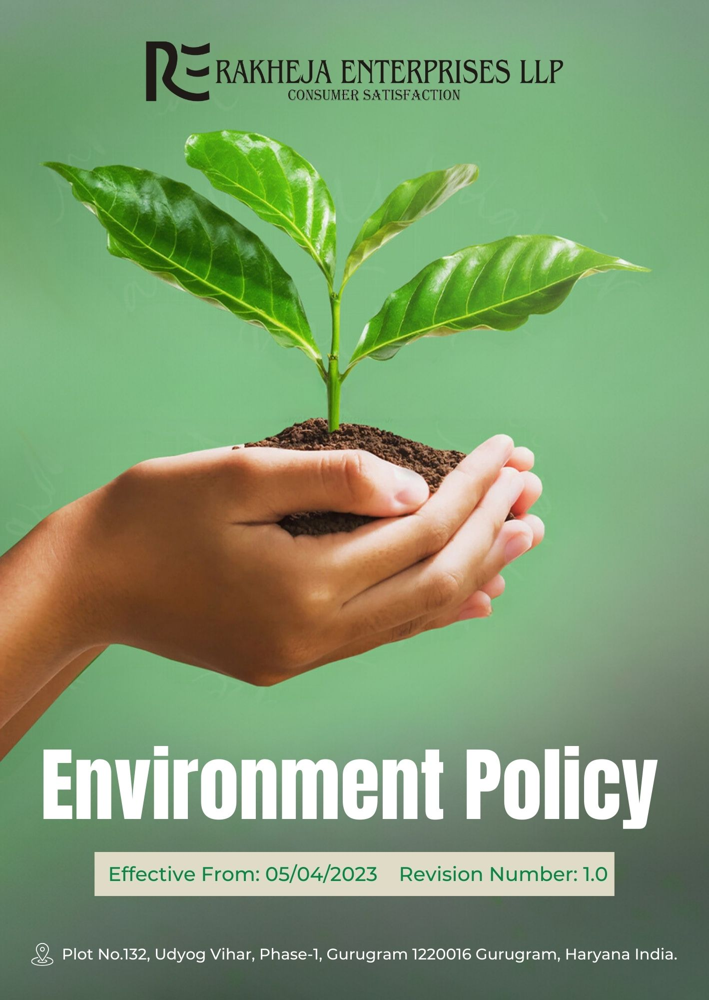 RE RAKHEJA ENTERPRISES LLP
CONSUMER SATISFACTION
Environment Policy
Effective From: 05/04/2023 Revision Number: 1.0
Plot No.132, Udyog Vihar, Phase-1, Gurugram 1220016 Gurugram, Haryana India.